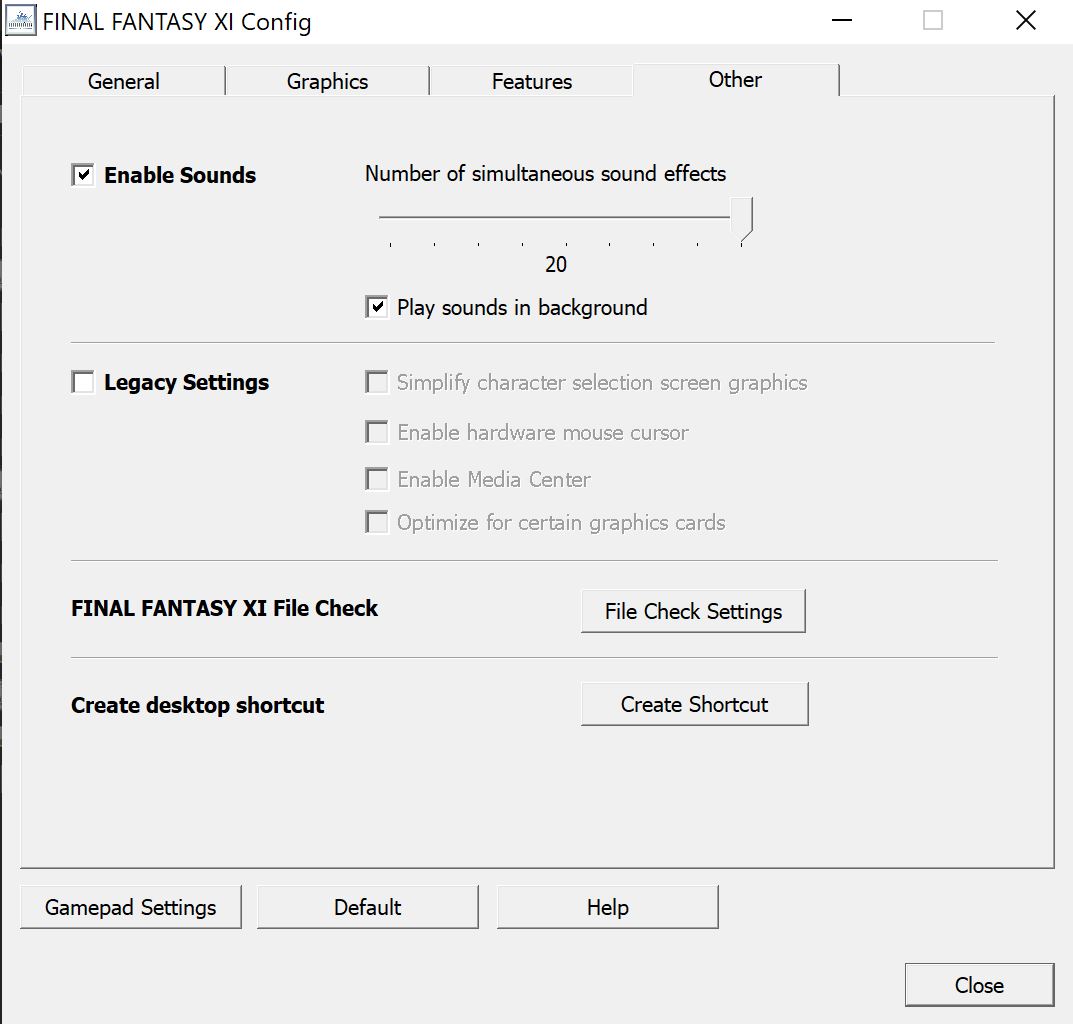 FINAL FANTASY XI Config
General Graphics Features Other
Enable Sounds Number of simultaneous sound effects
20
Play sounds in background
Legacy Settings Simplify character selection screen graphics
Enable hardware mouse cursor
Enable Media Center
Optimize for certain graphics cards
FINAL FANTASY XI File Check File Check Settings
Create desktop shortcut Create Shortcut
Gamepad Settings Default Help
Close